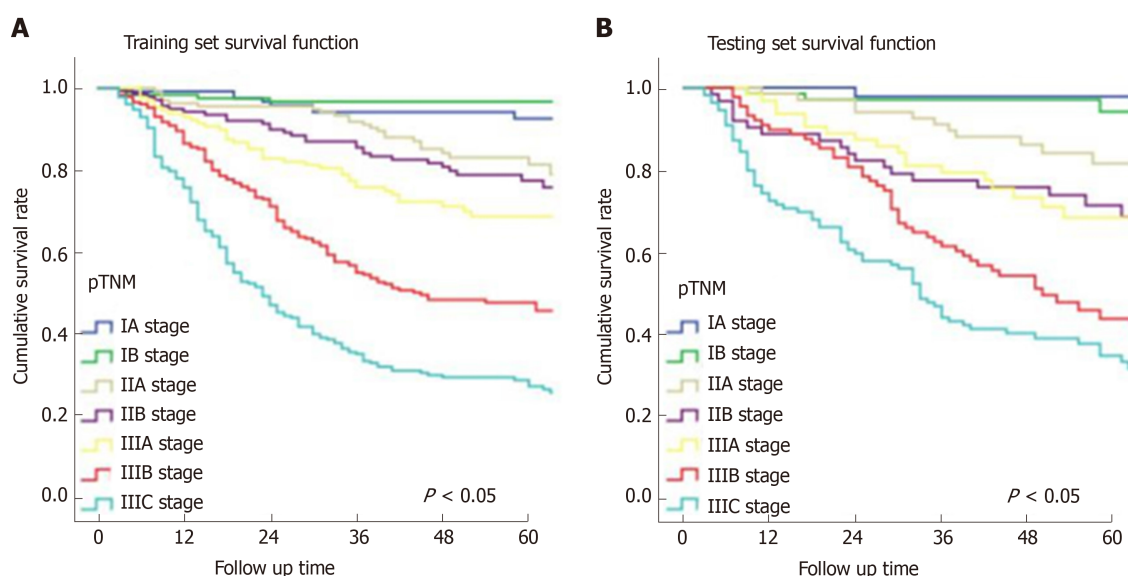 A
Training set survival function
Cumulative survival rate
1.0
0.8
0.6
0.4
0.2
0.0
pTNM
IA stage
IB stage
IIA stage
IIB stage
IIIA stage
IIIB stage
IIIC stage
P < 0.05
0 12 24 36 48 60
Follow up time
B
Testing set survival function
Cumulative survival rate
1.0
0.8
0.6
0.4
0.2
0.0
pTNM
IA stage
IB stage
IIA stage
IIB stage
IIIA stage
IIIB stage
IIIC stage
P < 0.05
0 12 24 36 48 60
Follow up time